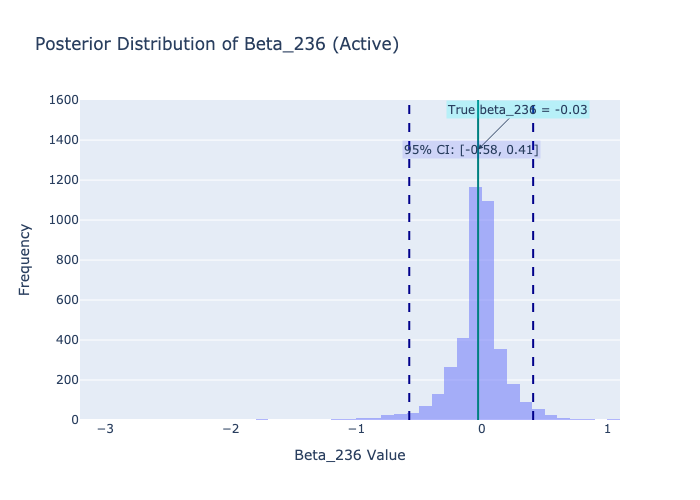 Posterior Distribution of Beta_236 (Active)
1600
True beta_236 = -0.03
1400
95% CI: [-0.58, 0.41]
1200
1000
800
600
400
200
0
Frequency
−3
−2
−1
0
1
Beta_236 Value